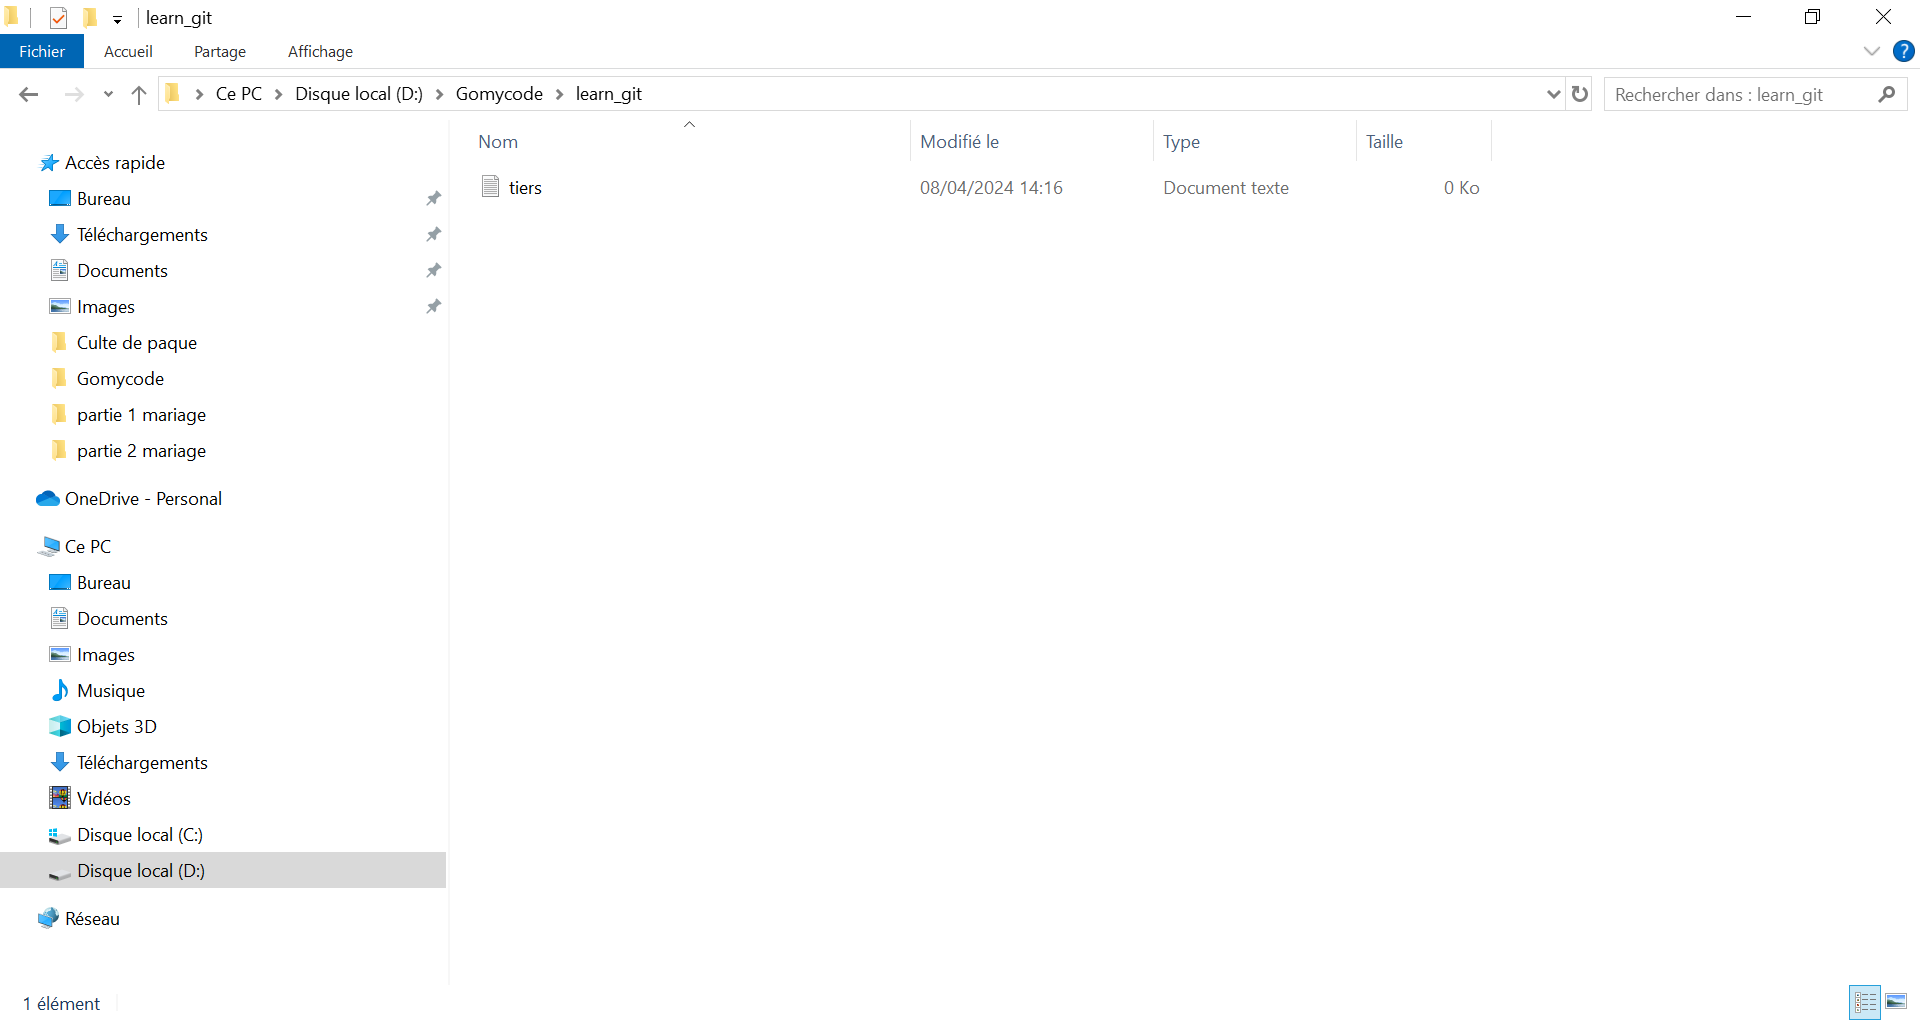 learn_git
Fichier Accueil Partage Affichage ?
Ce PC > Disque local (D:) > Gomycode > learn_git
Rechercher dans : learn_git
Nom Modifié le Type Taille
tiers 08/04/2024 14:16 Document texte 0 Ko
Accès rapide
Bureau
Téléchargements
Documents
Images
Culte de paque
Gomycode
partie 1 mariage
partie 2 mariage
OneDrive - Personal
Ce PC
Bureau
Documents
Images
Musique
Objets 3D
Téléchargements
Vidéos
Disque local (C:)
Disque local (D:)
Réseau
1 élément